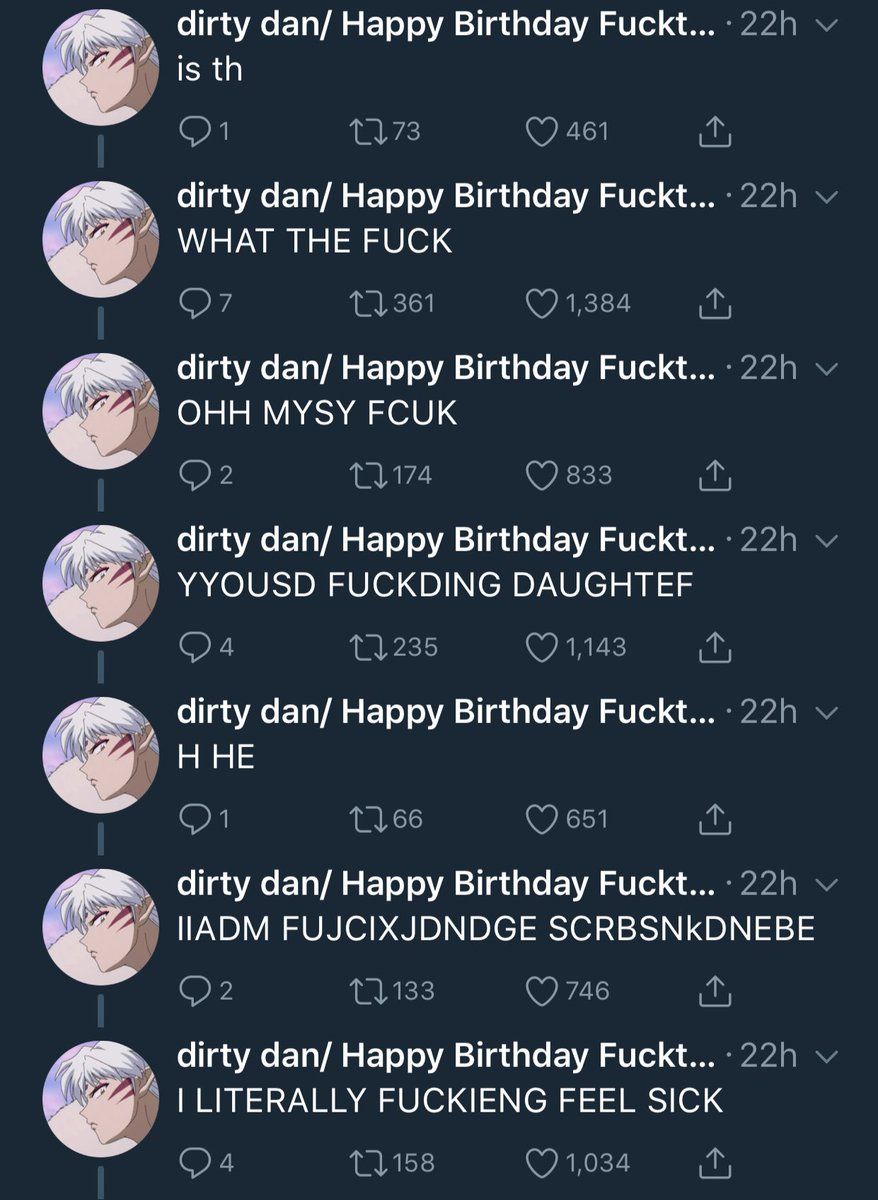 dirty dan/ Happy Birthday Fuckt... · 22h
is th
1 73 461
dirty dan/ Happy Birthday Fuckt... · 22h
WHAT THE FUCK
7 361 1,384
dirty dan/ Happy Birthday Fuckt... · 22h
OHH MYSY FCUK
2 174 833
dirty dan/ Happy Birthday Fuckt... · 22h
YYOUSD FUCKDING DAUGHTEF
4 235 1,143
dirty dan/ Happy Birthday Fuckt... · 22h
H HE
1 66 651
dirty dan/ Happy Birthday Fuckt... · 22h
IIADM FUJCIXJDNDGE SCRBSNkDNEBE
2 133 746
dirty dan/ Happy Birthday Fuckt... · 22h
I LITERALLY FUCKIENG FEEL SICK
4 158 1,034